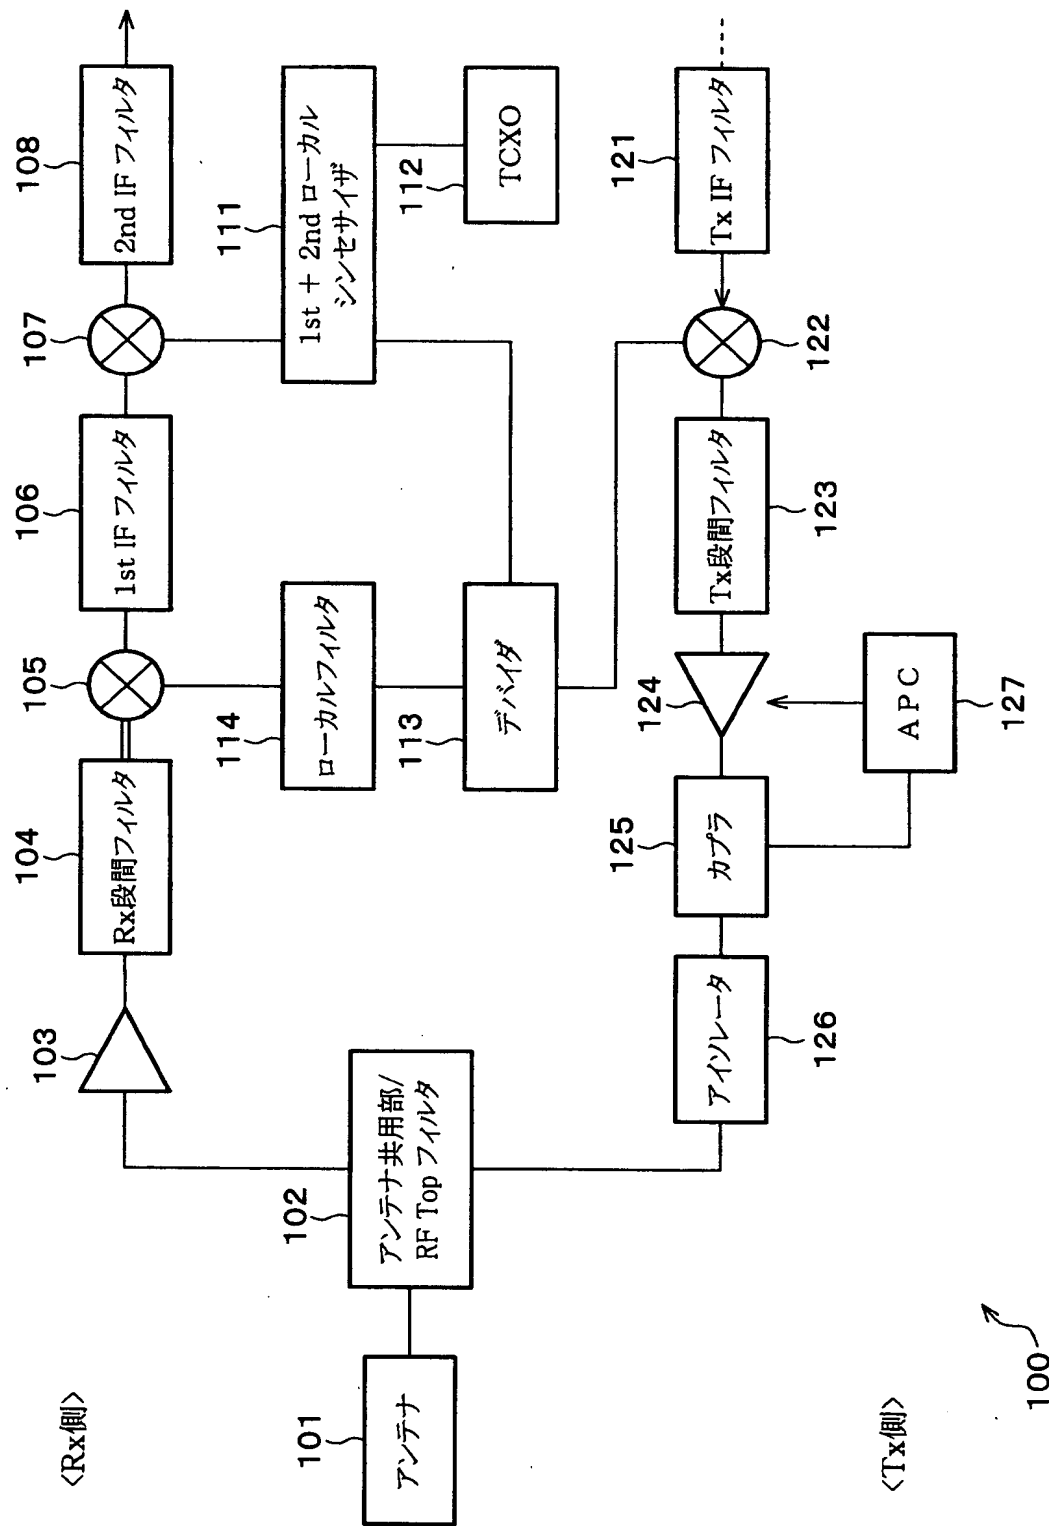 <Rx側>
103
104
Rx段間フィルタ
105
106
1st IF フィルタ
107
108
2nd IF フィルタ
114
ローカルフィルタ
111
1st + 2nd ローカル
シンセサイザ
101
アンテナ
102
アンテナ共用部/
RF Top フィルタ
113
デバイダ
112
TCXO
126
アイソレータ
125
カプラ
124
123
Tx段間フィルタ
122
121
Tx IF フィルタ
127
APC
<Tx側>
100